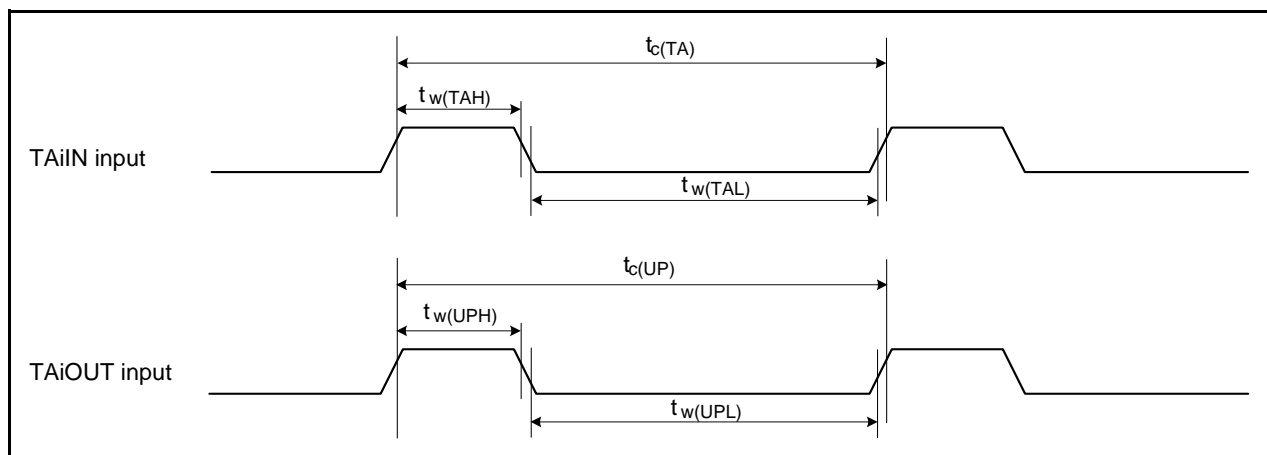 tc(TA)
tw(TAH)
TAiIN input
tw(TAL)
tc(UP)
tw(UPH)
TAiOUT input
tw(UPL)